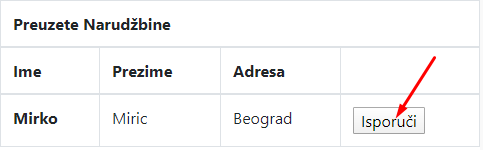 Preuzete Narudžbine
Ime Prezime Adresa
Mirko Miric Beograd Isporuči